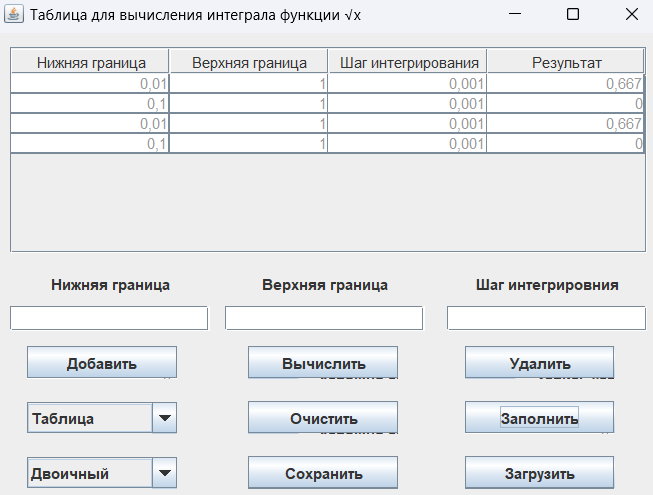 Таблица для вычисления интеграла функции √x
Нижняя граница Верхняя граница Шаг интегрирования Результат
0,01 1 0,001 0,667
0,1 1 0,001 0
0,01 1 0,001 0,667
0,1 1 0,001 0
Нижняя граница Верхняя граница Шаг интегрировния
Добавить Вычислить Удалить
Таблица Очистить Заполнить
Двоичный Сохранить Загрузить